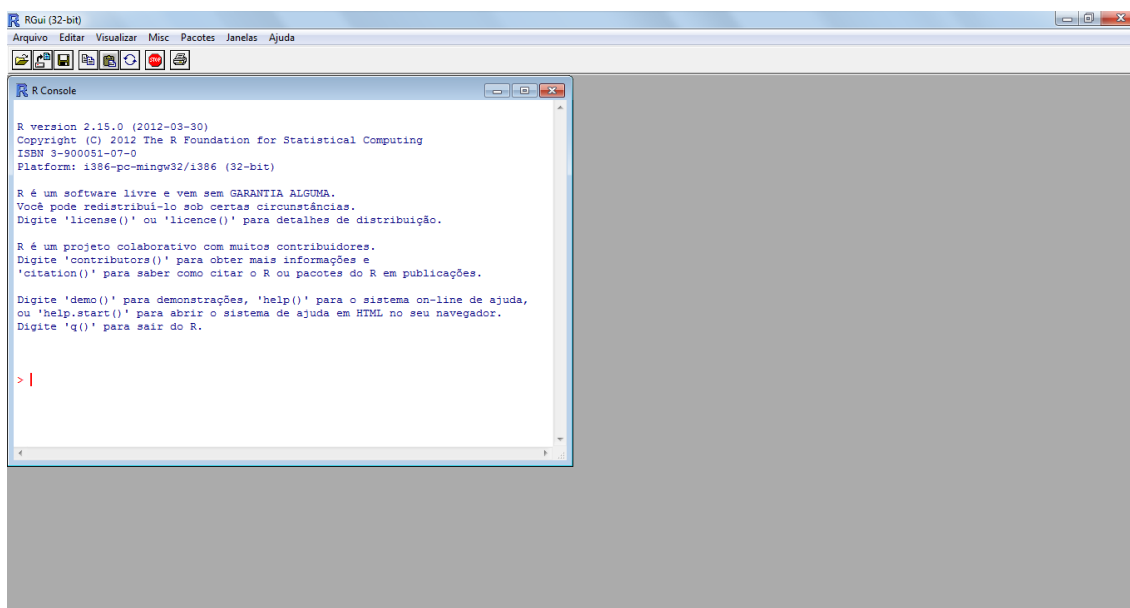 RGui (32-bit)
Arquivo Editar Visualizar Misc Pacotes Janelas Ajuda
STOP
R Console
R version 2.15.0 (2012-03-30)
Copyright (C) 2012 The R Foundation for Statistical Computing
ISBN 3-900051-07-0
Platform: i386-pc-mingw32/i386 (32-bit)
R é um software livre e vem sem GARANTIA ALGUMA.
Você pode redistribuí-lo sob certas circunstâncias.
Digite 'license()' ou 'licence()' para detalhes de distribuição.
R é um projeto colaborativo com muitos contribuidores.
Digite 'contributors()' para obter mais informações e
'citation()' para saber como citar o R ou pacotes do R em publicações.
Digite 'demo()' para demonstrações, 'help()' para o sistema on-line de ajuda,
ou 'help.start()' para abrir o sistema de ajuda em HTML no seu navegador.
Digite 'q()' para sair do R.
>